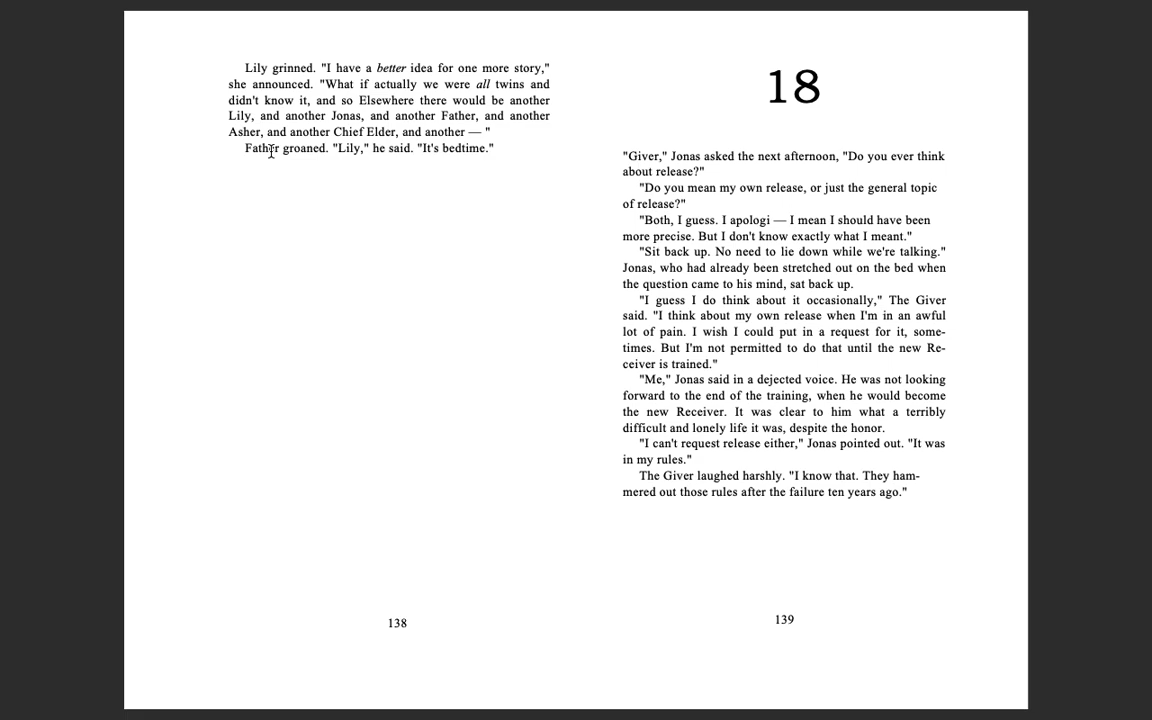 Lily grinned. "I have a better idea for one more story,"
she announced. "What if actually we were all twins and
didn't know it, and so Elsewhere there would be another
Lily, and another Jonas, and another Father, and another
Asher, and another Chief Elder, and another — "
Father groaned. "Lily," he said. "It's bedtime."
138
18
"Giver," Jonas asked the next afternoon, "Do you ever think
about release?"
"Do you mean my own release, or just the general topic
of release?"
"Both, I guess. I apologi — I mean I should have been
more precise. But I don't know exactly what I meant."
"Sit back up. No need to lie down while we're talking."
Jonas, who had already been stretched out on the bed when
the question came to his mind, sat back up.
"I guess I do think about it occasionally," The Giver
said. "I think about my own release when I'm in an awful
lot of pain. I wish I could put in a request for it, some-
times. But I'm not permitted to do that until the new Re-
ceiver is trained."
"Me," Jonas said in a dejected voice. He was not looking
forward to the end of the training, when he would become
the new Receiver. It was clear to him what a terribly
difficult and lonely life it was, despite the honor.
"I can't request release either," Jonas pointed out. "It was
in my rules."
The Giver laughed harshly. "I know that. They ham-
mered out those rules after the failure ten years ago."
139